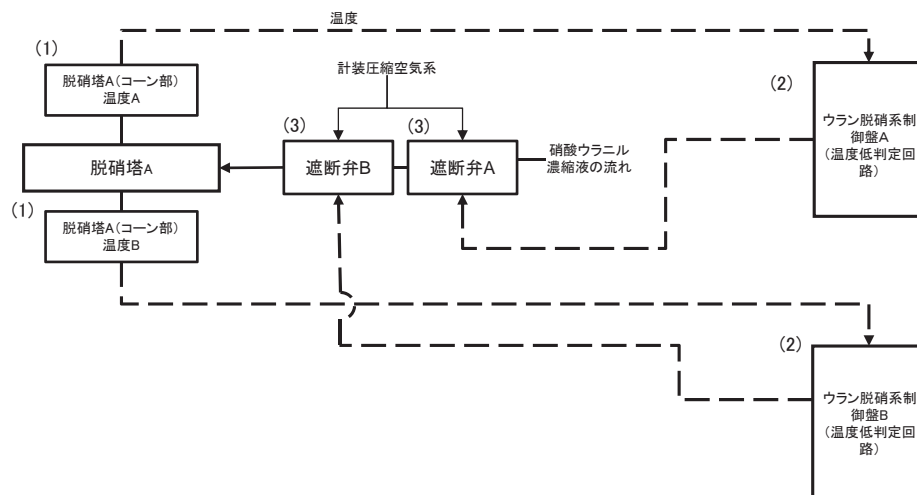 温度
(1)
脱硝塔A(コーン部)
温度A
計装圧縮空気系
(2)
ウラン脱硝系制
御盤A
(温度低判定回
路)
(3)
(3)
脱硝塔A
遮断弁B
遮断弁A
硝酸ウラニル
濃縮液の流れ
(1)
脱硝塔A(コーン部)
温度B
(2)
ウラン脱硝系制
御盤B
(温度低判定回
路)